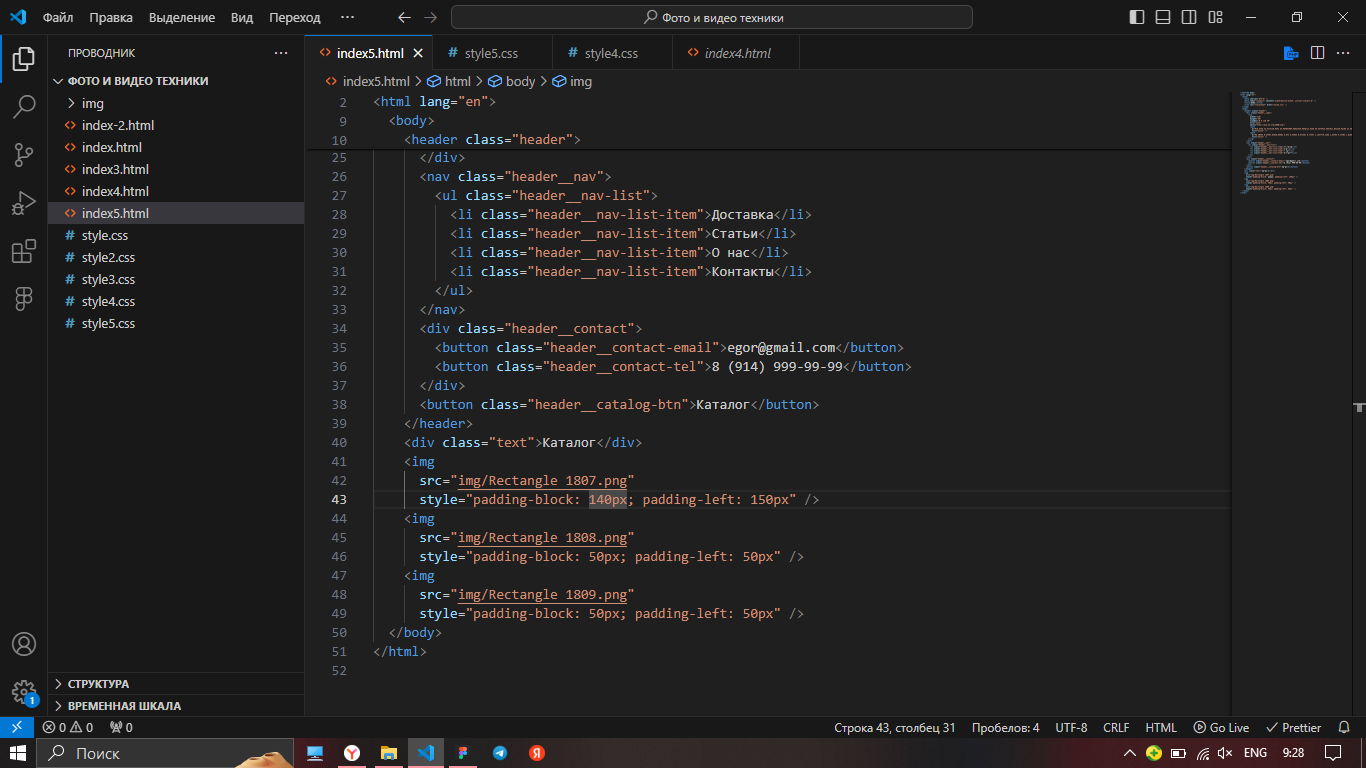 Файл Правка Выделение Вид Переход ··· Фото и видео техники
ПРОВОДНИК ···
index5.html style5.css style4.css index4.html ···
ФОТО И ВИДЕО ТЕХНИКИ
index5.html > html > body > img
img
index-2.html
index.html
index3.html
index4.html
index5.html
style.css
style2.css
style3.css
style4.css
style5.css
2 <html lang="en">
9 <body>
10 <header class="header">
25 </div>
26 <nav class="header__nav">
27 <ul class="header__nav-list">
28 <li class="header__nav-list-item">Доставка</li>
29 <li class="header__nav-list-item">Статьи</li>
30 <li class="header__nav-list-item">О нас</li>
31 <li class="header__nav-list-item">Контакты</li>
32 </ul>
33 </nav>
34 <div class="header__contact">
35 <button class="header__contact-email">egor@gmail.com</button>
36 <button class="header__contact-tel">8 (914) 999-99-99</button>
37 </div>
38 <button class="header__catalog-btn">Каталог</button>
39 </header>
40 <div class="text">Каталог</div>
41 <img
42 src="img/Rectangle 1807.png"
43 style="padding-block: 140px; padding-left: 150px" />
44 <img
45 src="img/Rectangle 1808.png"
46 style="padding-block: 50px; padding-left: 50px" />
47 <img
48 src="img/Rectangle 1809.png"
49 style="padding-block: 50px; padding-left: 50px" />
50 </body>
51 </html>
52
СТРУКТУРА
ВРЕМЕННАЯ ШКАЛА
1
0 0 0 Строка 43, столбец 31 Пробелов: 4 UTF-8 CRLF HTML Go Live Prettier
Поиск Y Я ENG 9:28